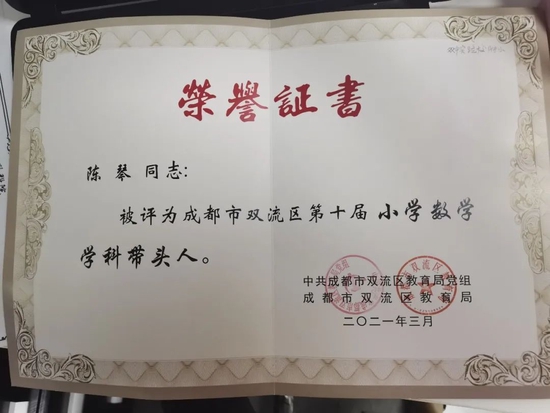 榮譽証書
陈琴 同志:
被评为成都市双流区第十届 小学数学
学科带头人。
中共成都市双流区教育局党组
成都市双流区教育局
二〇二一年三月